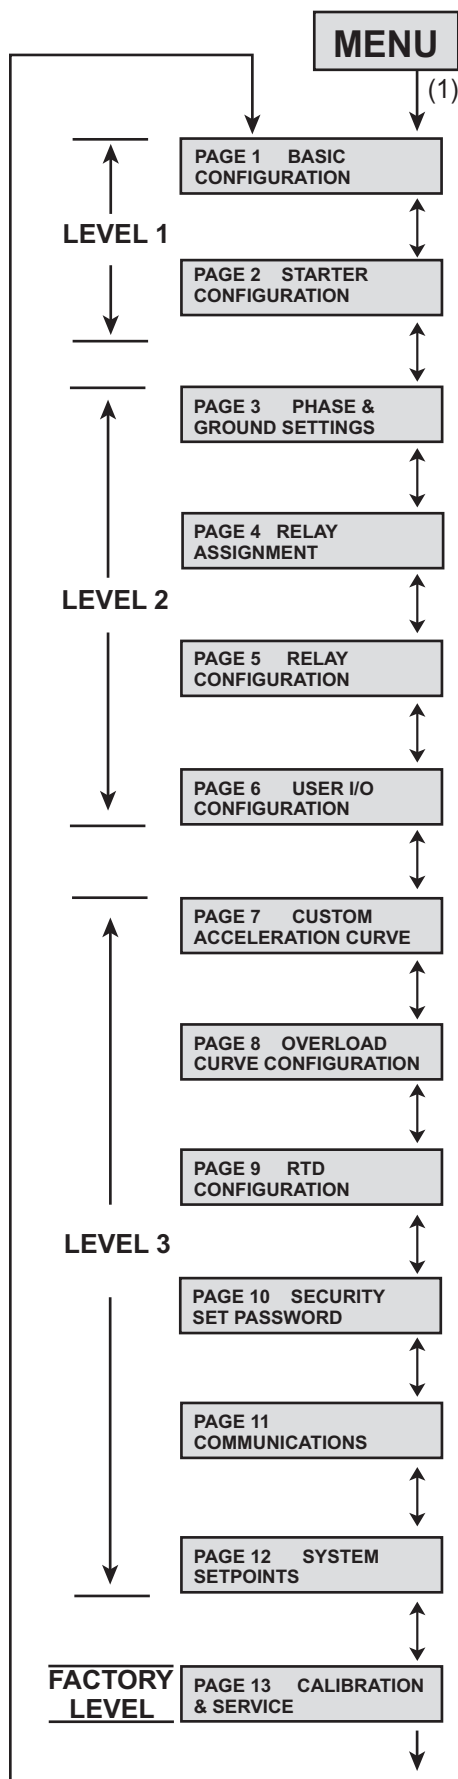 MENU
(1)
PAGE 1 BASIC
CONFIGURATION
LEVEL 1
PAGE 2 STARTER
CONFIGURATION
PAGE 3 PHASE &
GROUND SETTINGS
PAGE 4 RELAY
ASSIGNMENT
LEVEL 2
PAGE 5 RELAY
CONFIGURATION
PAGE 6 USER I/O
CONFIGURATION
PAGE 7 CUSTOM
ACCELERATION CURVE
PAGE 8 OVERLOAD
CURVE CONFIGURATION
PAGE 9 RTD
CONFIGURATION
LEVEL 3
PAGE 10 SECURITY
SET PASSWORD
PAGE 11
COMMUNICATIONS
PAGE 12 SYSTEM
SETPOINTS
FACTORY
LEVEL
PAGE 13 CALIBRATION
& SERVICE